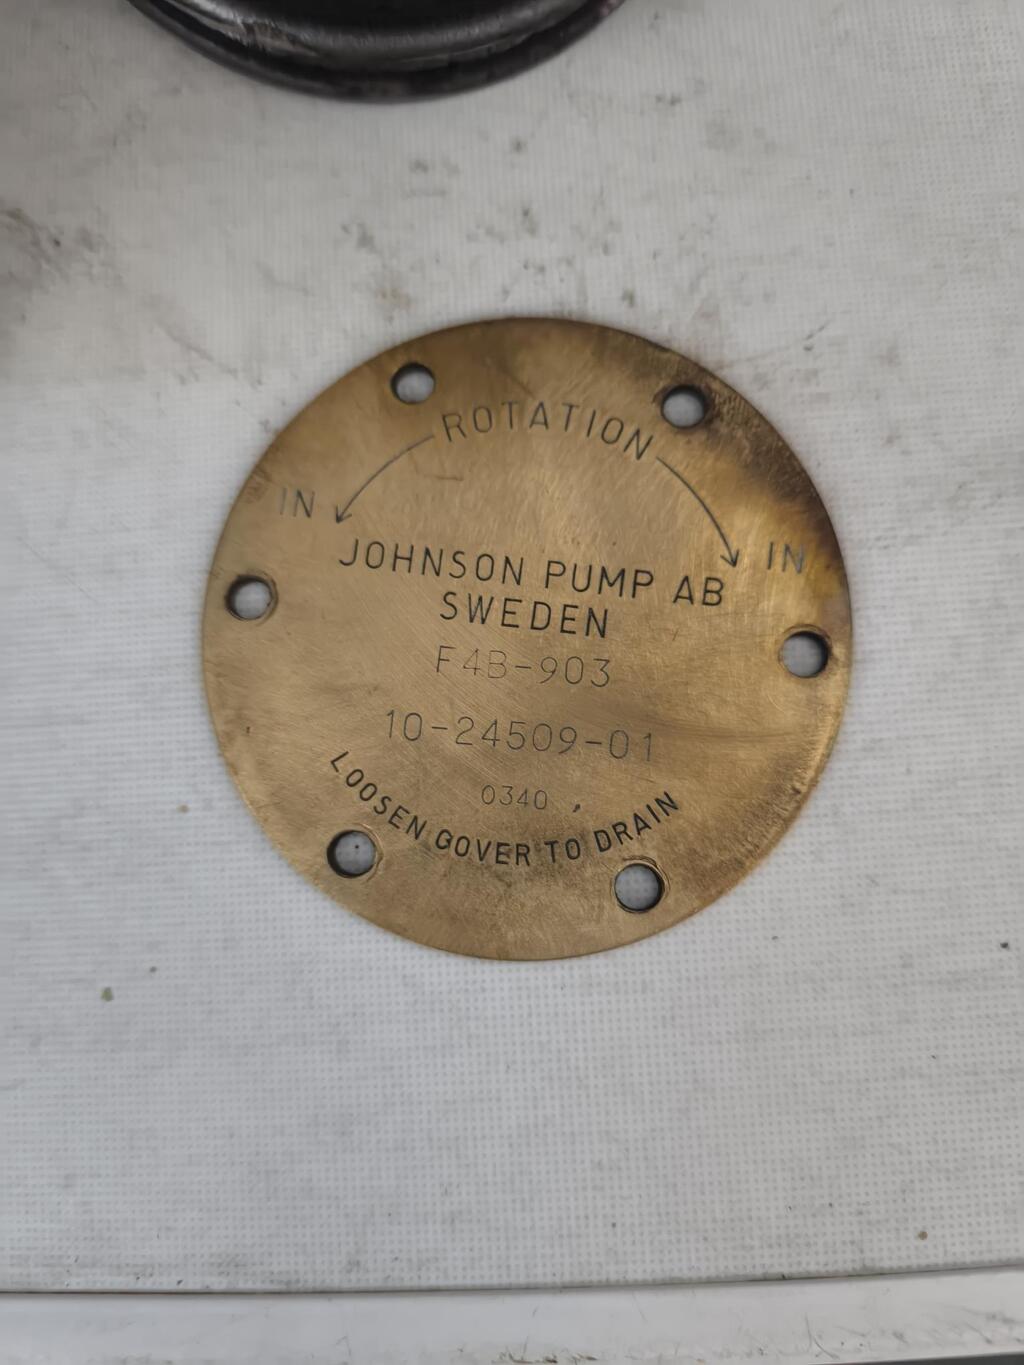 ROTATION
IN
IN
JOHNSON PUMP AB
SWEDEN
F4B-903
10-24509-01
0340
LOOSEN COVER TO DRAIN